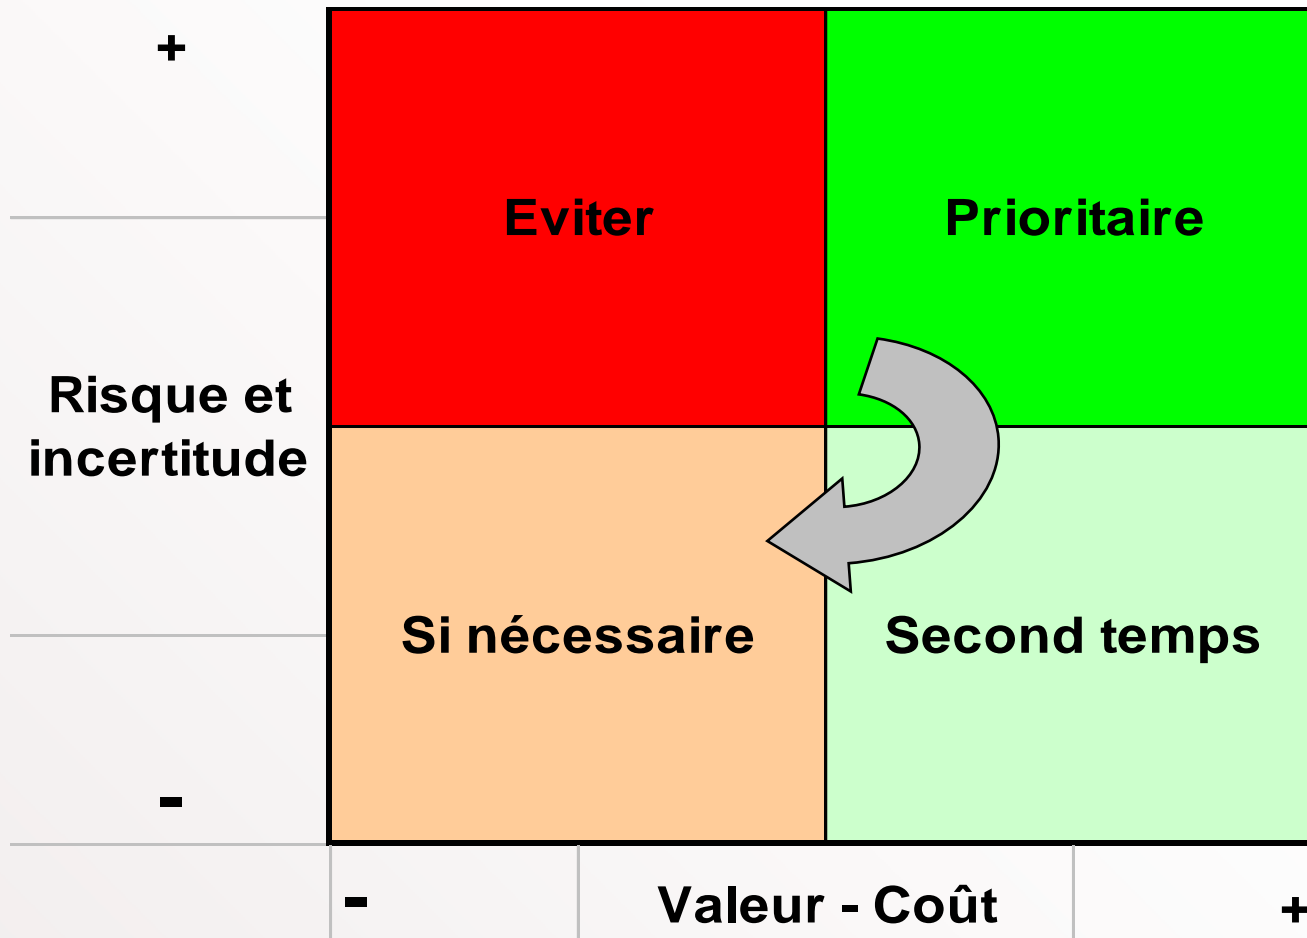 +
Eviter
Prioritaire
Risque et
incertitude
Si nécessaire
Second temps
-
-
Valeur - Coût
+